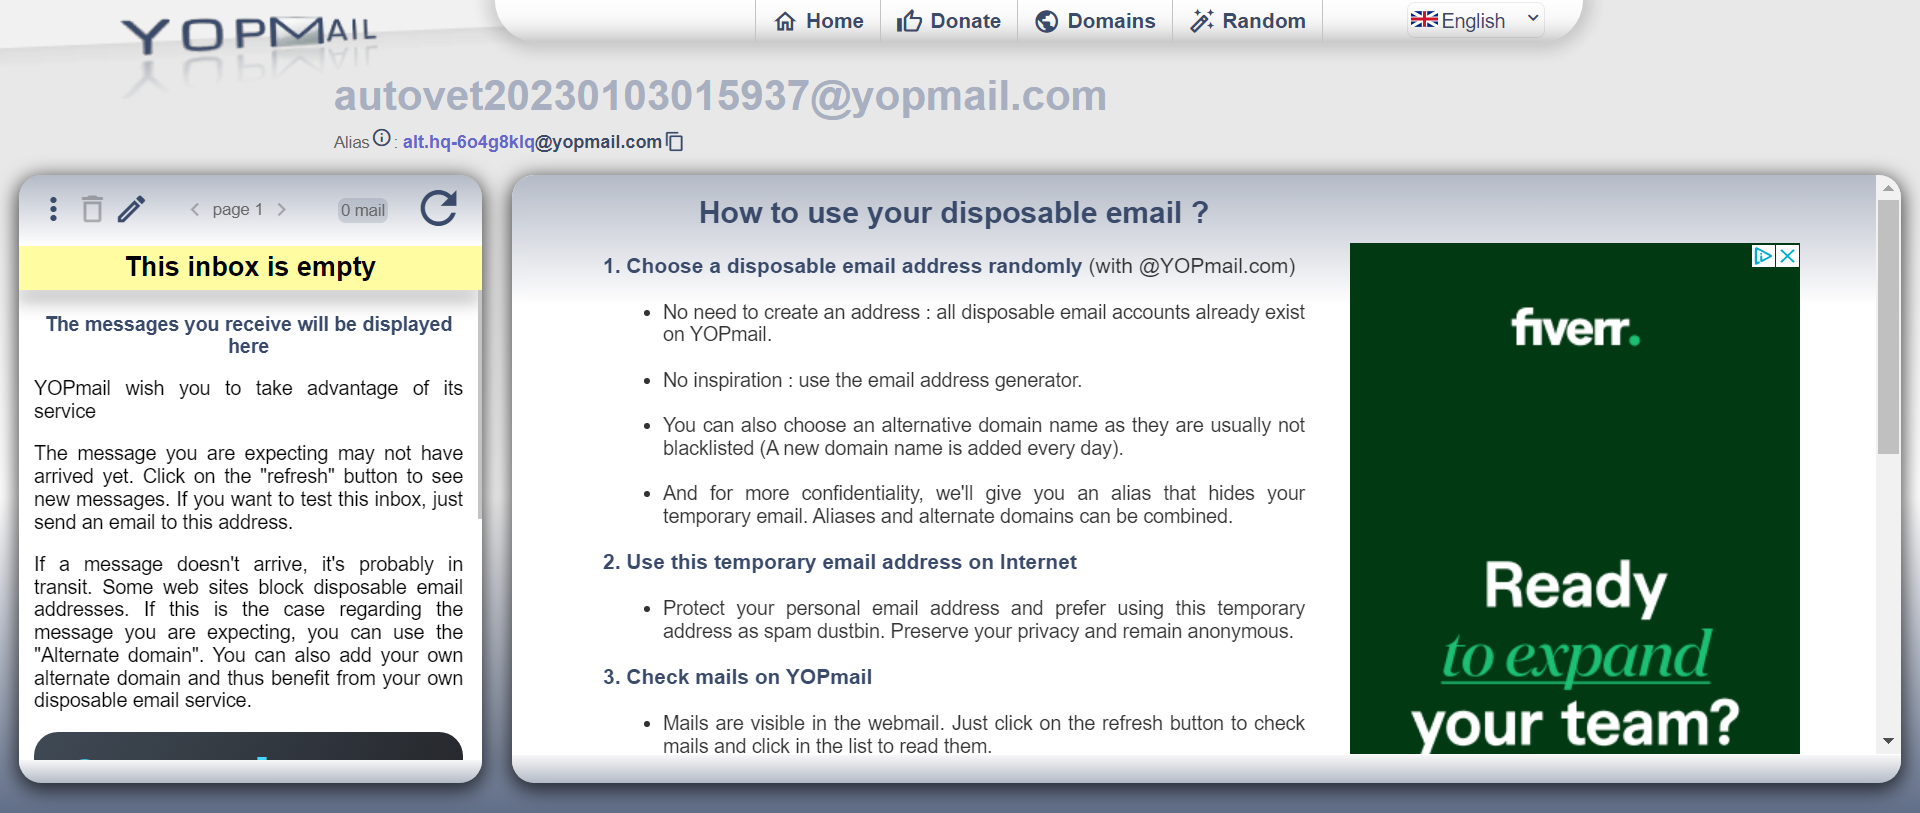 YOPMAIL
Home
Donate
Domains
Random
English
autovet20230103015937@yopmail.com
Alias : alt.hq-6o4g8klq@yopmail.com
page 1
0 mail
This inbox is empty
The messages you receive will be displayed
here
YOPmail wish you to take advantage of its
service
The message you are expecting may not have
arrived yet. Click on the "refresh" button to see
new messages. If you want to test this inbox, just
send an email to this address.
If a message doesn't arrive, it's probably in
transit. Some web sites block disposable email
addresses. If this is the case regarding the
message you are expecting, you can use the
"Alternate domain". You can also add your own
alternate domain and thus benefit from your own
disposable email service.
How to use your disposable email ?
1. Choose a disposable email address randomly (with @YOPmail.com)
• No need to create an address : all disposable email accounts already exist
on YOPmail.
• No inspiration : use the email address generator.
• You can also choose an alternative domain name as they are usually not
blacklisted (A new domain name is added every day).
• And for more confidentiality, we'll give you an alias that hides your
temporary email. Aliases and alternate domains can be combined.
2. Use this temporary email address on Internet
• Protect your personal email address and prefer using this temporary
address as spam dustbin. Preserve your privacy and remain anonymous.
3. Check mails on YOPmail
• Mails are visible in the webmail. Just click on the refresh button to check
mails and click in the list to read them.
fiverr.
Ready
to expand
your team?